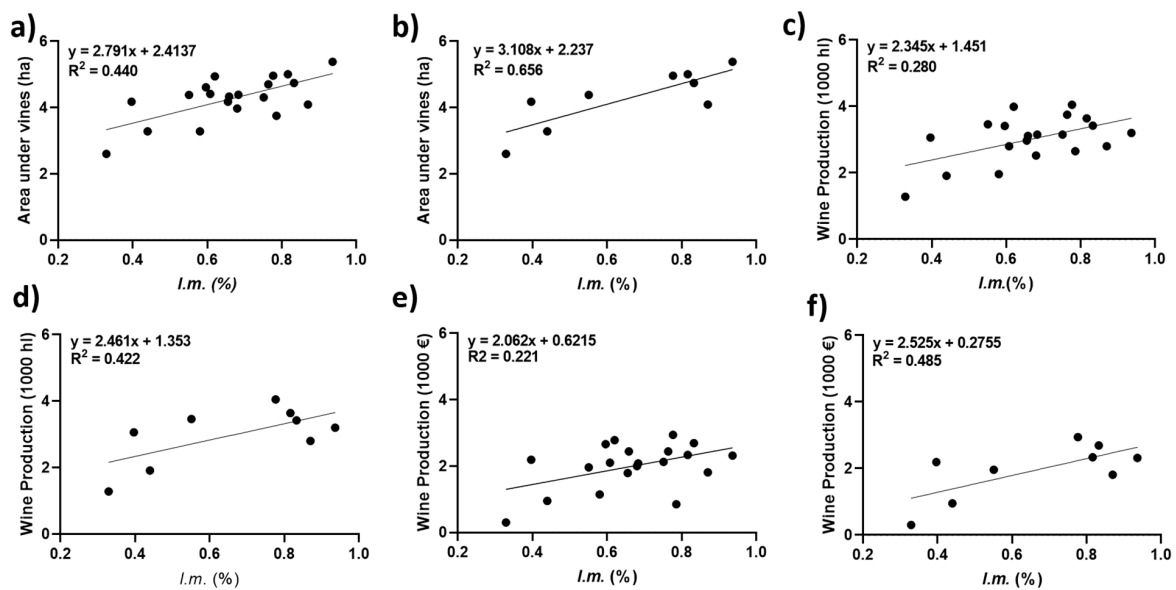 a)
y = 2.791x + 2.4137
R² = 0.440
Area under vines (ha)
6
4
2
0
0.2 0.4 0.6 0.8 1.0
I.m. (%)
b)
y = 3.108x + 2.237
R² = 0.656
Area under vines (ha)
6
4
2
0
0.2 0.4 0.6 0.8 1.0
I.m. (%)
c)
y = 2.345x + 1.451
R² = 0.280
Wine Production (1000 hl)
6
4
2
0
0.2 0.4 0.6 0.8 1.0
I.m.(%)
d)
y = 2.461x + 1.353
R² = 0.422
Wine Production (1000 hl)
6
4
2
0
0.2 0.4 0.6 0.8 1.0
I.m. (%)
e)
y = 2.062x + 0.6215
R2 = 0.221
Wine Production (1000 €)
6
4
2
0
0.2 0.4 0.6 0.8 1.0
I.m. (%)
f)
y = 2.525x + 0.2755
R² = 0.485
Wine Production (1000 €)
6
4
2
0
0.2 0.4 0.6 0.8 1.0
I.m. (%)